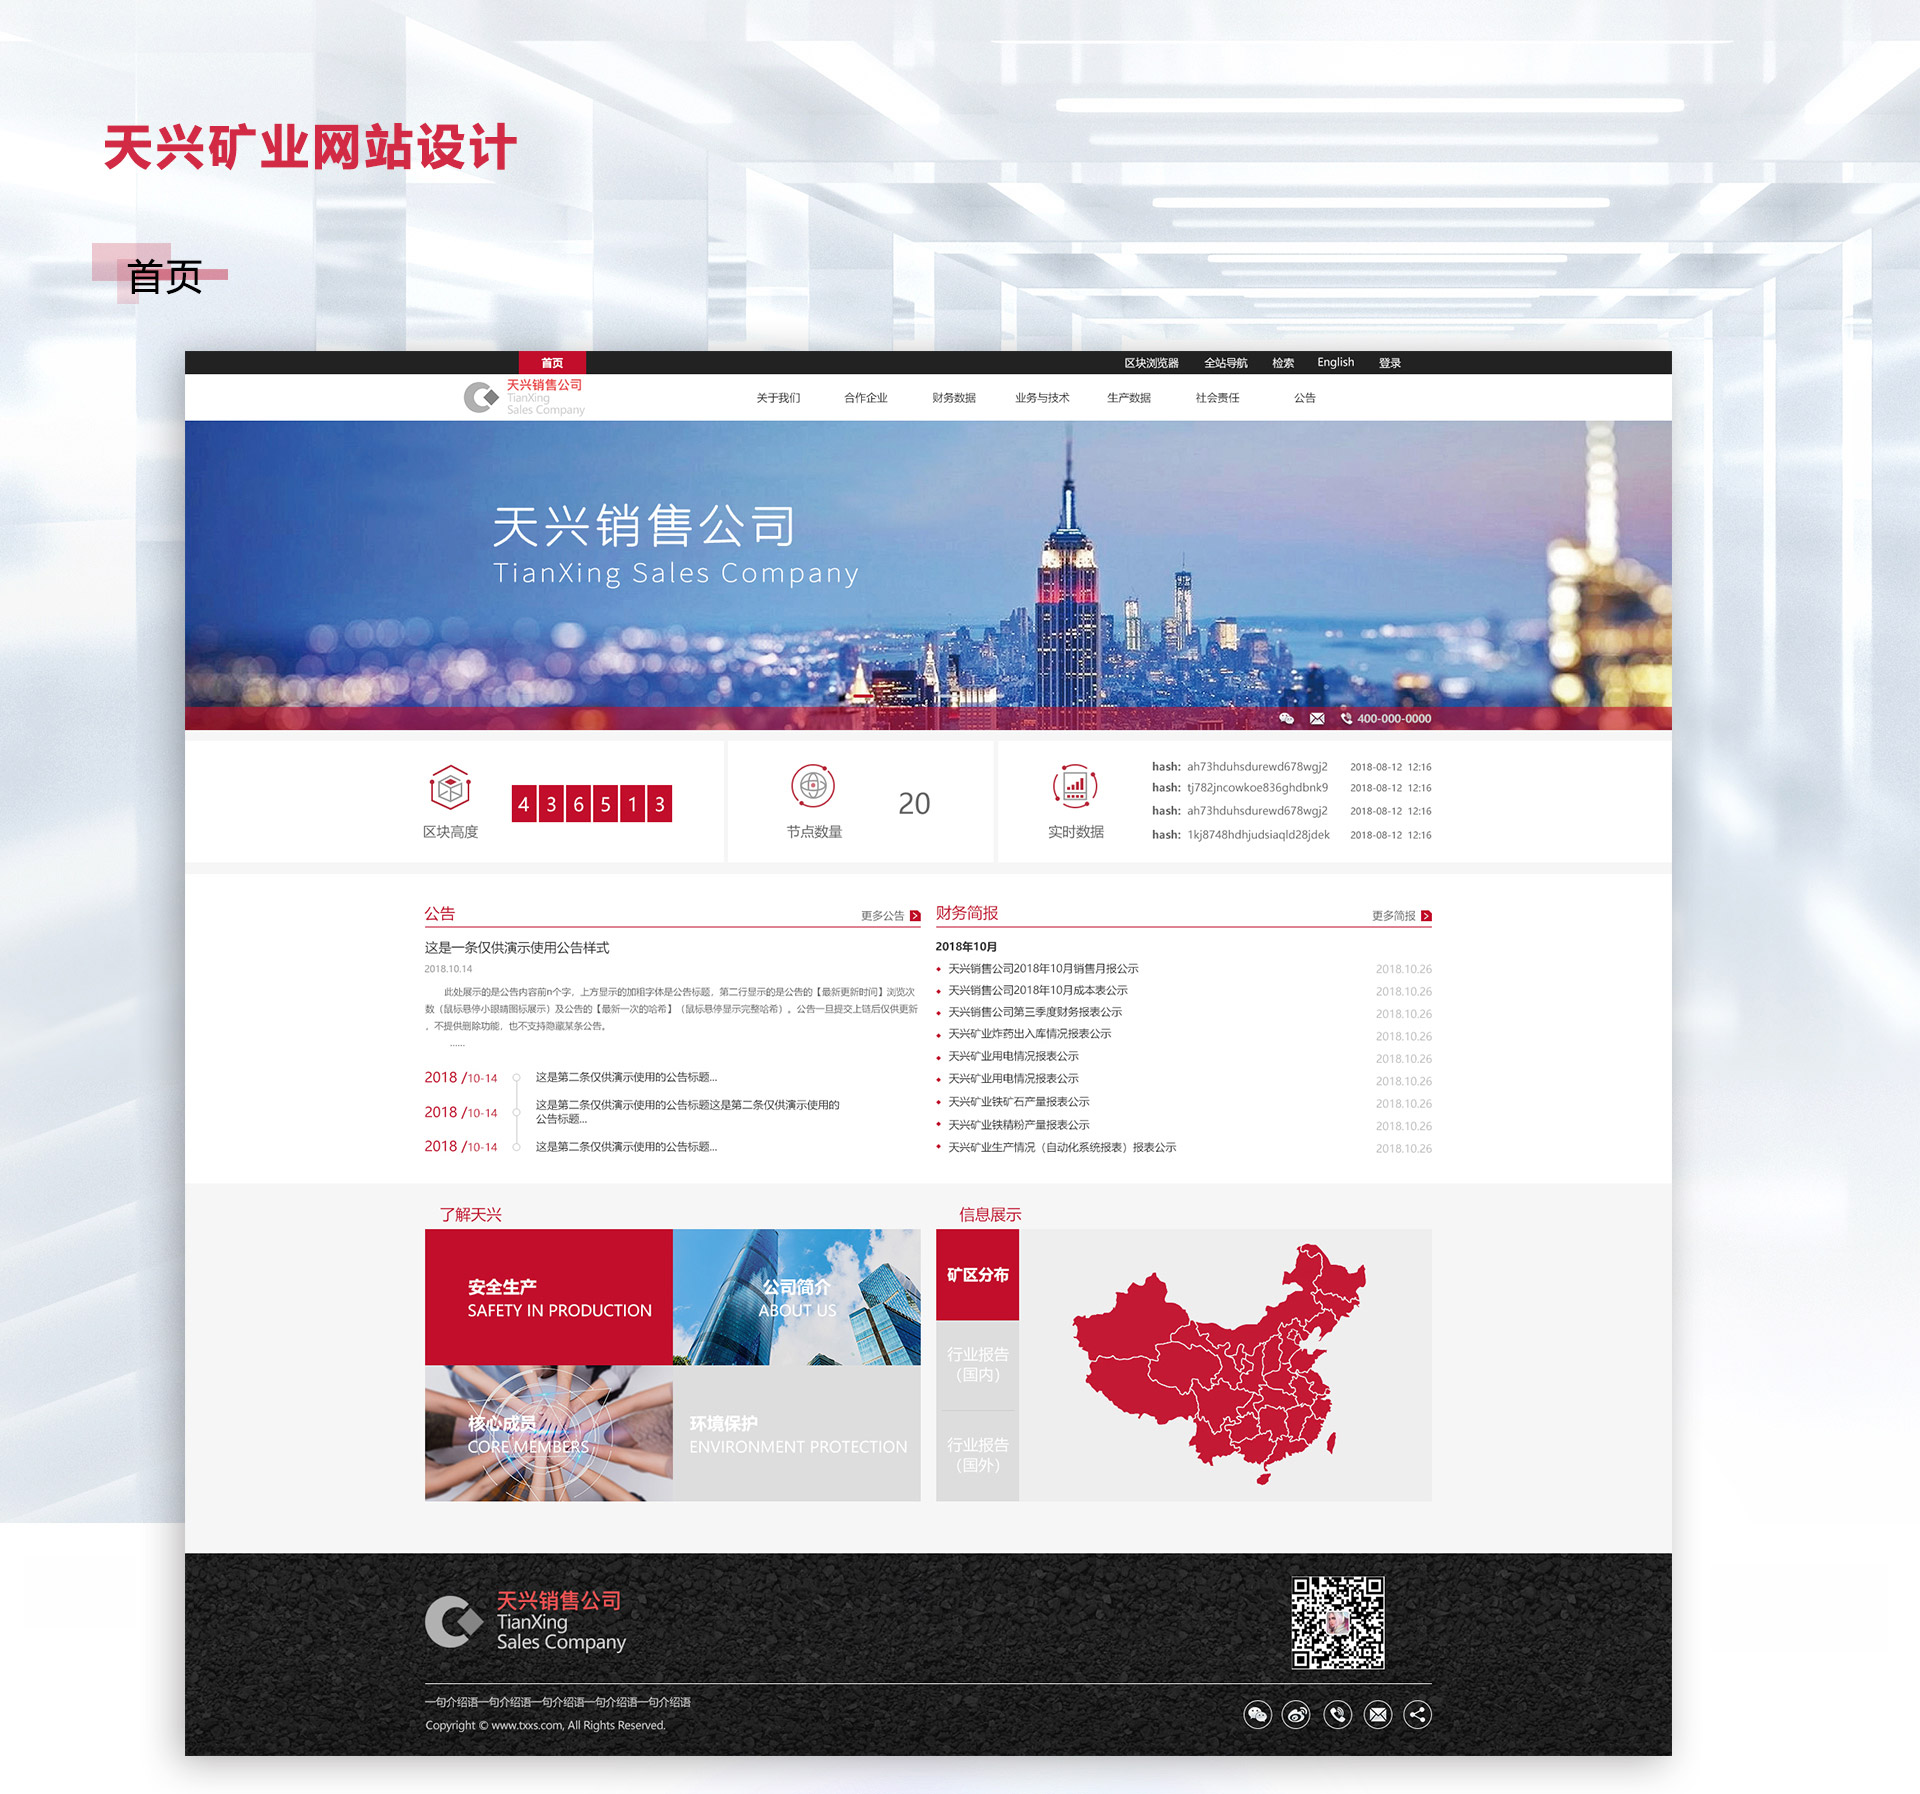 天兴矿业网站设计
首页
首页
区块浏览器 全站导航 检索 English 登录
天兴销售公司
TianXing
Sales Company
关于我们 合作企业 财务数据 业务与技术 生产数据 社会责任 公告
天兴销售公司
TianXing Sales Company
400-000-0000
区块高度
4 3 6 5 1 3
节点数量
20
实时数据
hash: ah73hduhsdurewd678wgj2 2018-08-12 12:16
hash: tj782jncowkoe836ghdbnk9 2018-08-12 12:16
hash: ah73hduhsdurewd678wgj2 2018-08-12 12:16
hash: 1kj8748hdhjudsiaqld28jdek 2018-08-12 12:16
公告 更多公告
这是一条仅供演示使用公告样式
2018.10.14
此处展示的是公告内容前n个字，上方显示的加粗字体是公告标题，第二行显示的是公告的【最新更新时间】浏览次
数（鼠标悬停小眼睛图标展示）及公告的【最新一次的哈希】（鼠标悬停显示完整哈希）。公告一旦提交上链后仅供更新
，不提供删除功能，也不支持隐藏某条公告。
......
2018 /10-14 这是第二条仅供演示使用的公告标题...
2018 /10-14 这是第二条仅供演示使用的公告标题这是第二条仅供演示使用的
公告标题...
2018 /10-14 这是第二条仅供演示使用的公告标题...
财务简报 更多简报
2018年10月
天兴销售公司2018年10月销售月报公示 2018.10.26
天兴销售公司2018年10月成本表公示 2018.10.26
天兴销售公司第三季度财务报表公示 2018.10.26
天兴矿业炸药出入库情况报表公示 2018.10.26
天兴矿业用电情况报表公示 2018.10.26
天兴矿业用电情况报表公示 2018.10.26
天兴矿业铁矿石产量报表公示 2018.10.26
天兴矿业铁精粉产量报表公示 2018.10.26
天兴矿业生产情况（自动化系统报表）报表公示 2018.10.26
了解天兴
安全生产
SAFETY IN PRODUCTION
公司简介
ABOUT US
核心成员
CORE MEMBERS
环境保护
ENVIRONMENT PROTECTION
信息展示
矿区分布
行业报告
（国内）
行业报告
（国外）
天兴销售公司
TianXing
Sales Company
一句介绍语一句介绍语一句介绍语一句介绍语一句介绍语
Copyright © www.txxs.com, All Rights Reserved.